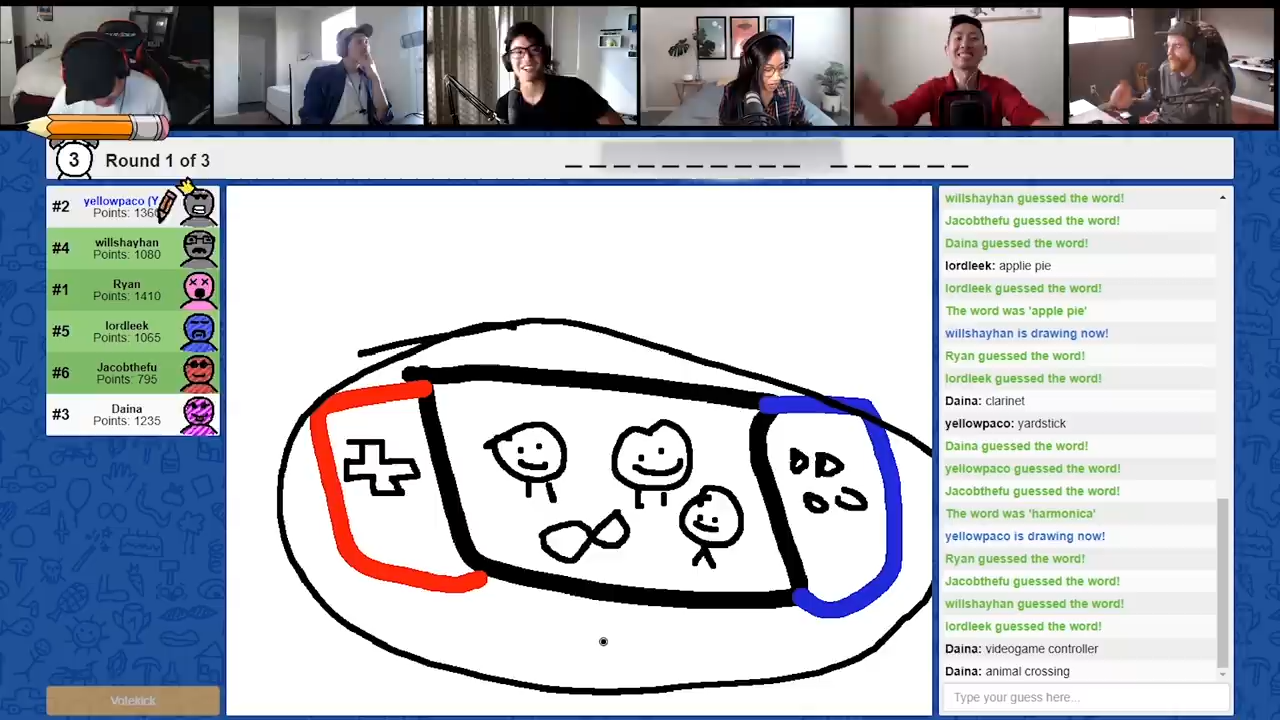 3
Round 1 of 3
_ _ _ _ _ _ _ _ _ _ _ _ _ _ _ _
#2 yellowpaco (Y
Points: 1360
#4 willshayhan
Points: 1080
#1 Ryan
Points: 1410
#5 lordleek
Points: 1065
#6 Jacobthefu
Points: 795
#3 Daina
Points: 1235
Votekick
willshayhan guessed the word!
Jacobthefu guessed the word!
Daina guessed the word!
lordleek: applie pie
lordleek guessed the word!
The word was 'apple pie'
willshayhan is drawing now!
Ryan guessed the word!
lordleek guessed the word!
Daina: clarinet
yellowpaco: yardstick
Daina guessed the word!
yellowpaco guessed the word!
Jacobthefu guessed the word!
The word was 'harmonica'
yellowpaco is drawing now!
Ryan guessed the word!
Jacobthefu guessed the word!
willshayhan guessed the word!
lordleek guessed the word!
Daina: videogame controller
Daina: animal crossing
Type your guess here...